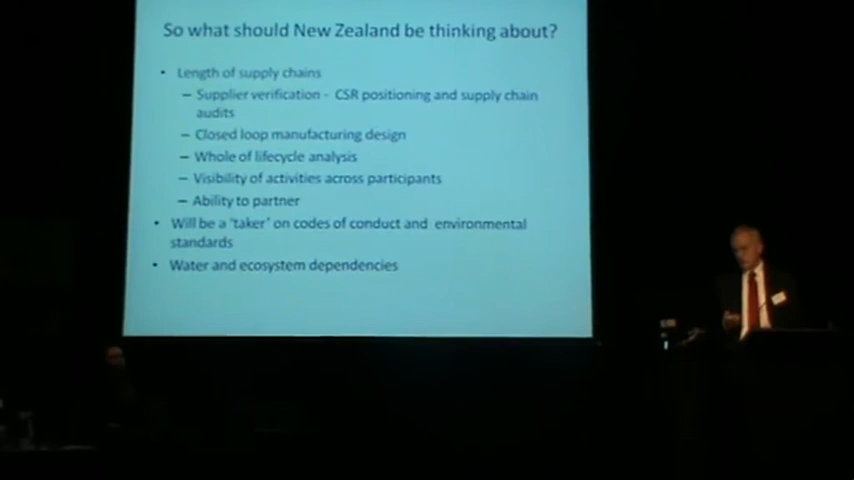 So what should New Zealand be thinking about?
• Length of supply chains
– Supplier verification - CSR positioning and supply chain
audits
– Closed loop manufacturing design
– Whole of lifecycle analysis
– Visibility of activities across participants
– Ability to partner
• Will be a 'taker' on codes of conduct and environmental
standards
• Water and ecosystem dependencies